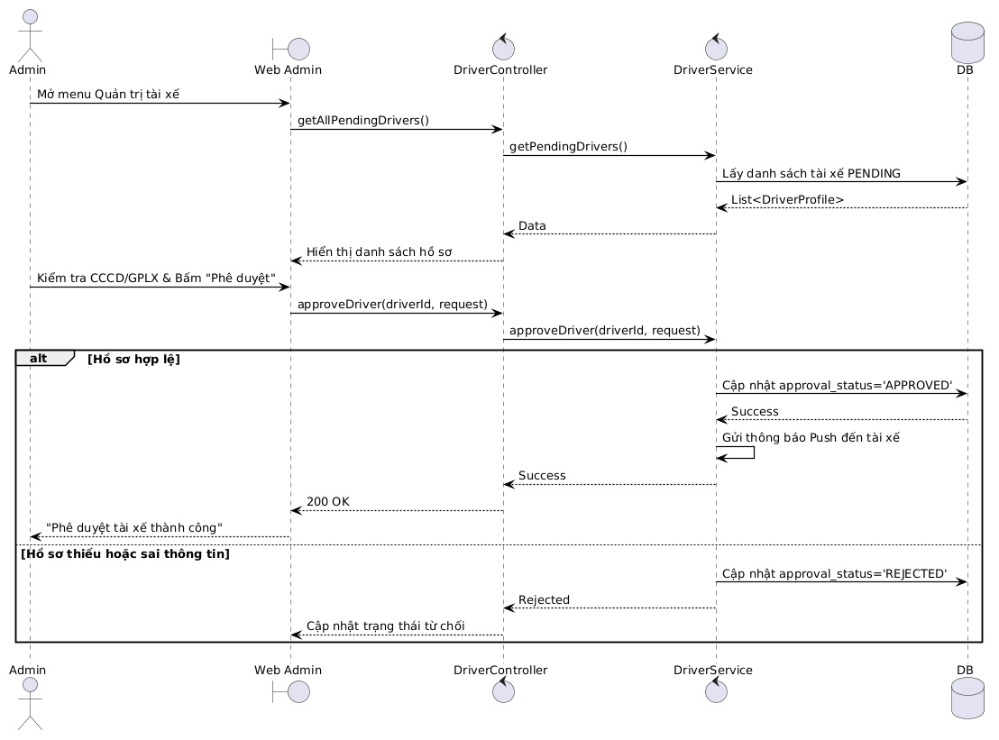 Admin
Web Admin
DriverController
DriverService
DB
Mở menu Quản trị tài xế
getAllPendingDrivers()
getPendingDrivers()
Lấy danh sách tài xế PENDING
List<DriverProfile>
Data
Hiển thị danh sách hồ sơ
Kiểm tra CCCD/GPLX & Bấm "Phê duyệt"
approveDriver(driverId, request)
approveDriver(driverId, request)
alt [Hồ sơ hợp lệ]
Cập nhật approval_status='APPROVED'
Success
Gửi thông báo Push đến tài xế
Success
200 OK
"Phê duyệt tài xế thành công"
[Hồ sơ thiếu hoặc sai thông tin]
Cập nhật approval_status='REJECTED'
Rejected
Cập nhật trạng thái từ chối
Admin
Web Admin
DriverController
DriverService
DB